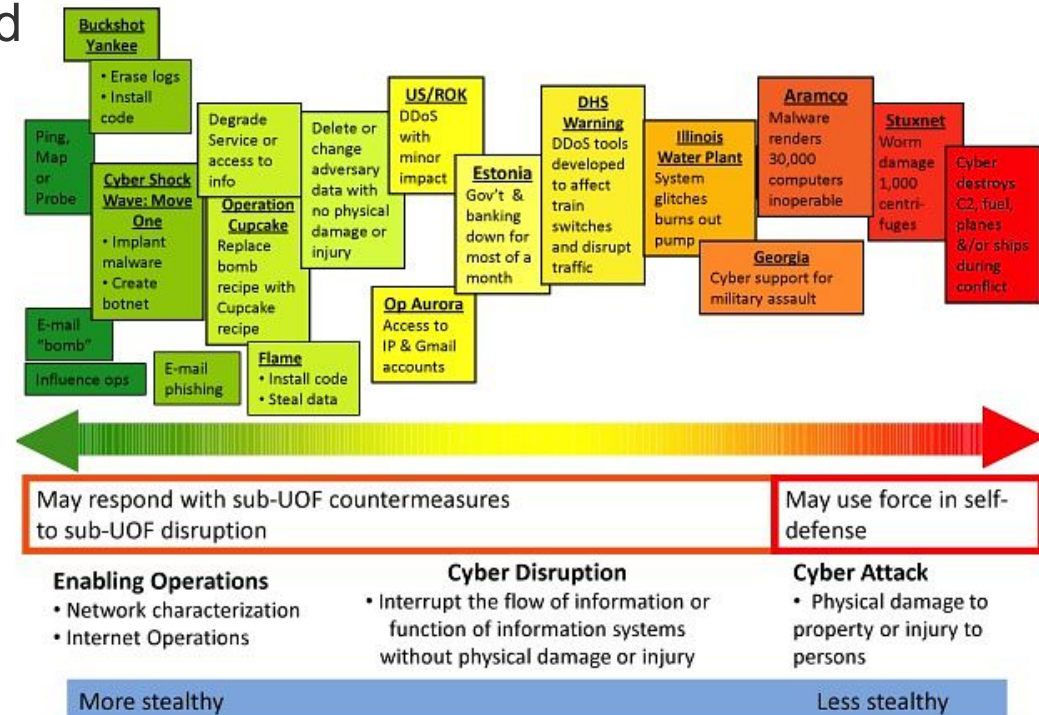 d
Buckshot
Yankee
• Erase logs
• Install
code
Ping,
Map
or
Probe
Cyber Shock
Wave: Move
One
• Implant
malware
• Create
botnet
E-mail
"bomb"
Influence ops
E-mail
phishing
Degrade
Service or
access to
info
Operation
Cupcake
Replace
bomb
recipe with
Cupcake
recipe
Flame
• Install code
• Steal data
Delete or
change
adversary
data with
no physical
damage or
injury
US/ROK
DDoS
with
minor
impact
Op Aurora
Access to
IP & Gmail
accounts
Estonia
Gov't &
banking
down for
most of a
month
DHS
Warning
DDoS tools
developed
to affect
train
switches
and disrupt
traffic
Illinois
Water Plant
System
glitches
burns out
pump
Georgia
Cyber support for
military assault
Aramco
Malware
renders
30,000
computers
inoperable
Stuxnet
Worm
damage
1,000
centri-
fuges
Cyber
destroys
C2, fuel,
planes
&/or ships
during
conflict
May respond with sub-UOF countermeasures
to sub-UOF disruption
May use force in self-
defense
Enabling Operations
• Network characterization
• Internet Operations
Cyber Disruption
• Interrupt the flow of information or
function of information systems
without physical damage or injury
Cyber Attack
• Physical damage to
property or injury to
persons
More stealthy
Less stealthy